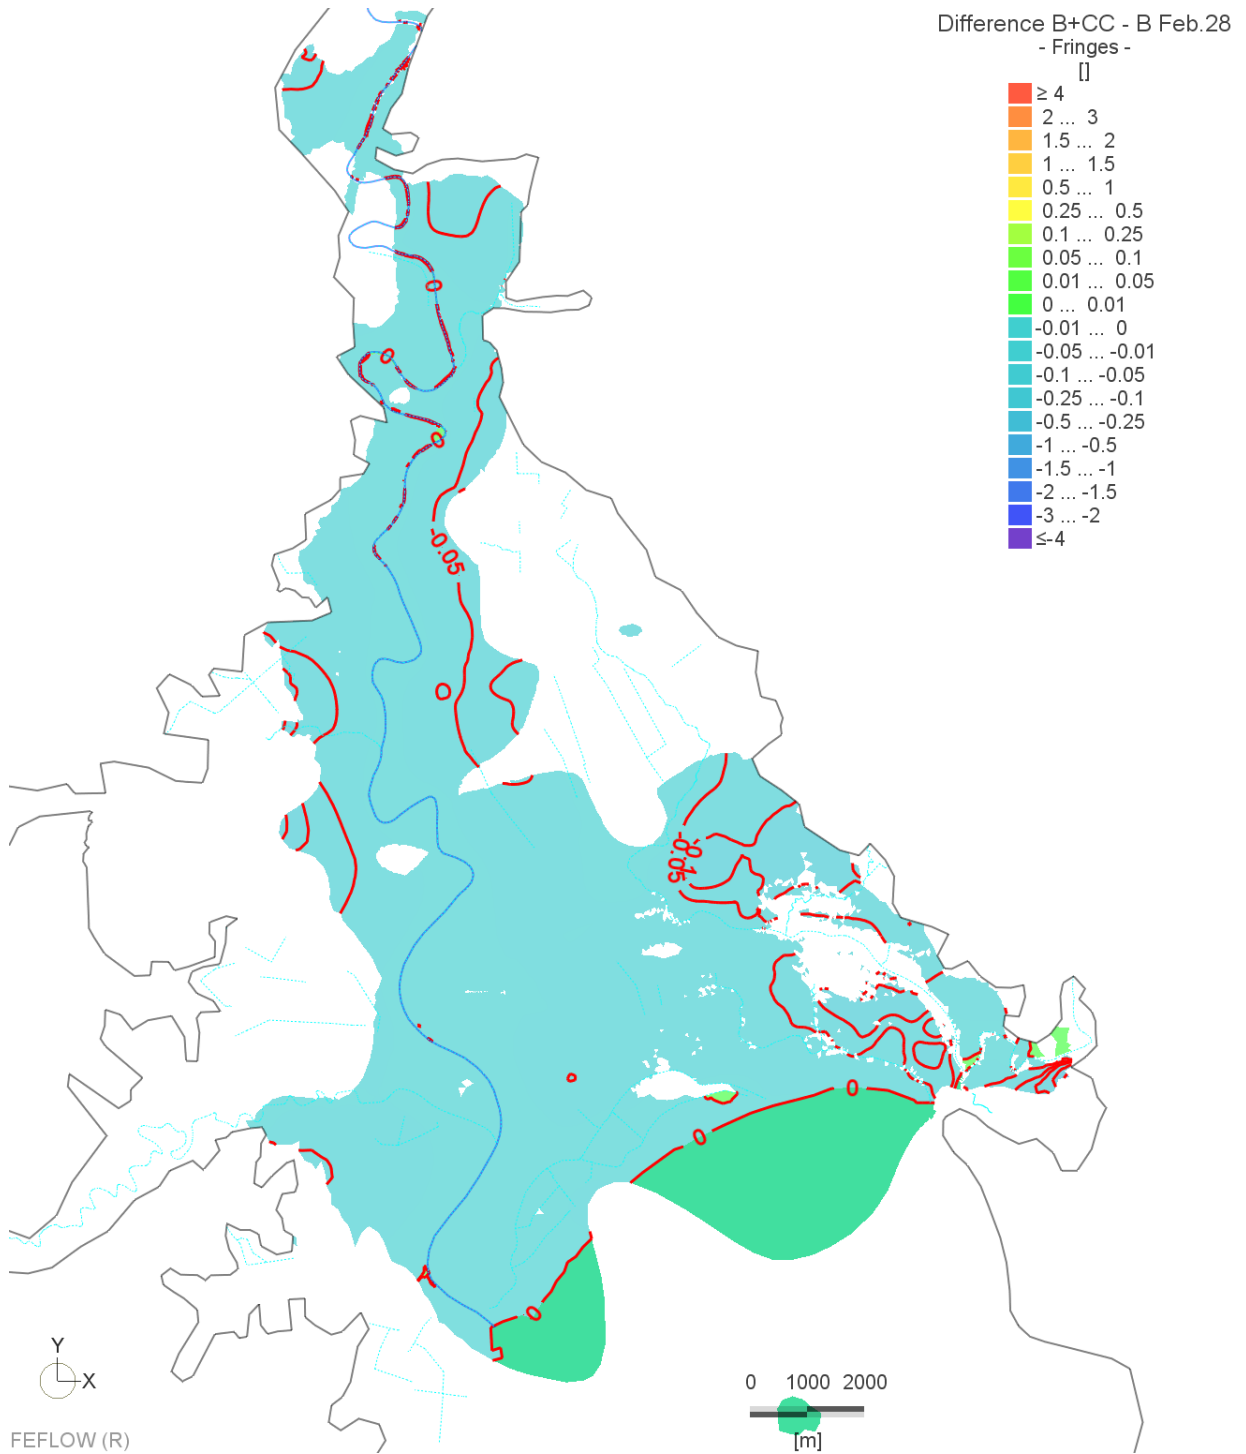 Difference B+CC - B Feb.28
- Fringes -
[]
≥ 4
2 ... 3
1.5 ... 2
1 ... 1.5
0.5 ... 1
0.25 ... 0.5
0.1 ... 0.25
0.05 ... 0.1
0.01 ... 0.05
0 ... 0.01
-0.01 ... 0
-0.05 ... -0.01
-0.1 ... -0.05
-0.25 ... -0.1
-0.5 ... -0.25
-1 ... -0.5
-1.5 ... -1
-2 ... -1.5
-3 ... -2
≤-4
0
0
0
-0.05
0
-0.1
-0.05
0
0
0
Y
X
0 1000 2000
[m]
FEFLOW (R)